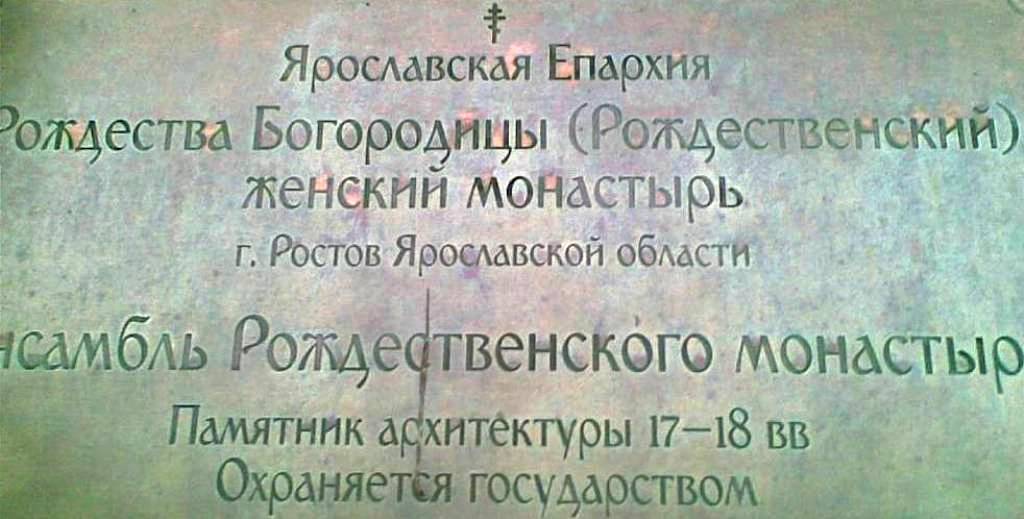 Ярославская Епархия
Рождества Богородицы (Рождественский)
женский монастырь
г. Ростов Ярославской области
нсамбль Рождественского монастыр
Памятник архитектуры 17–18 вв
Охраняется государством